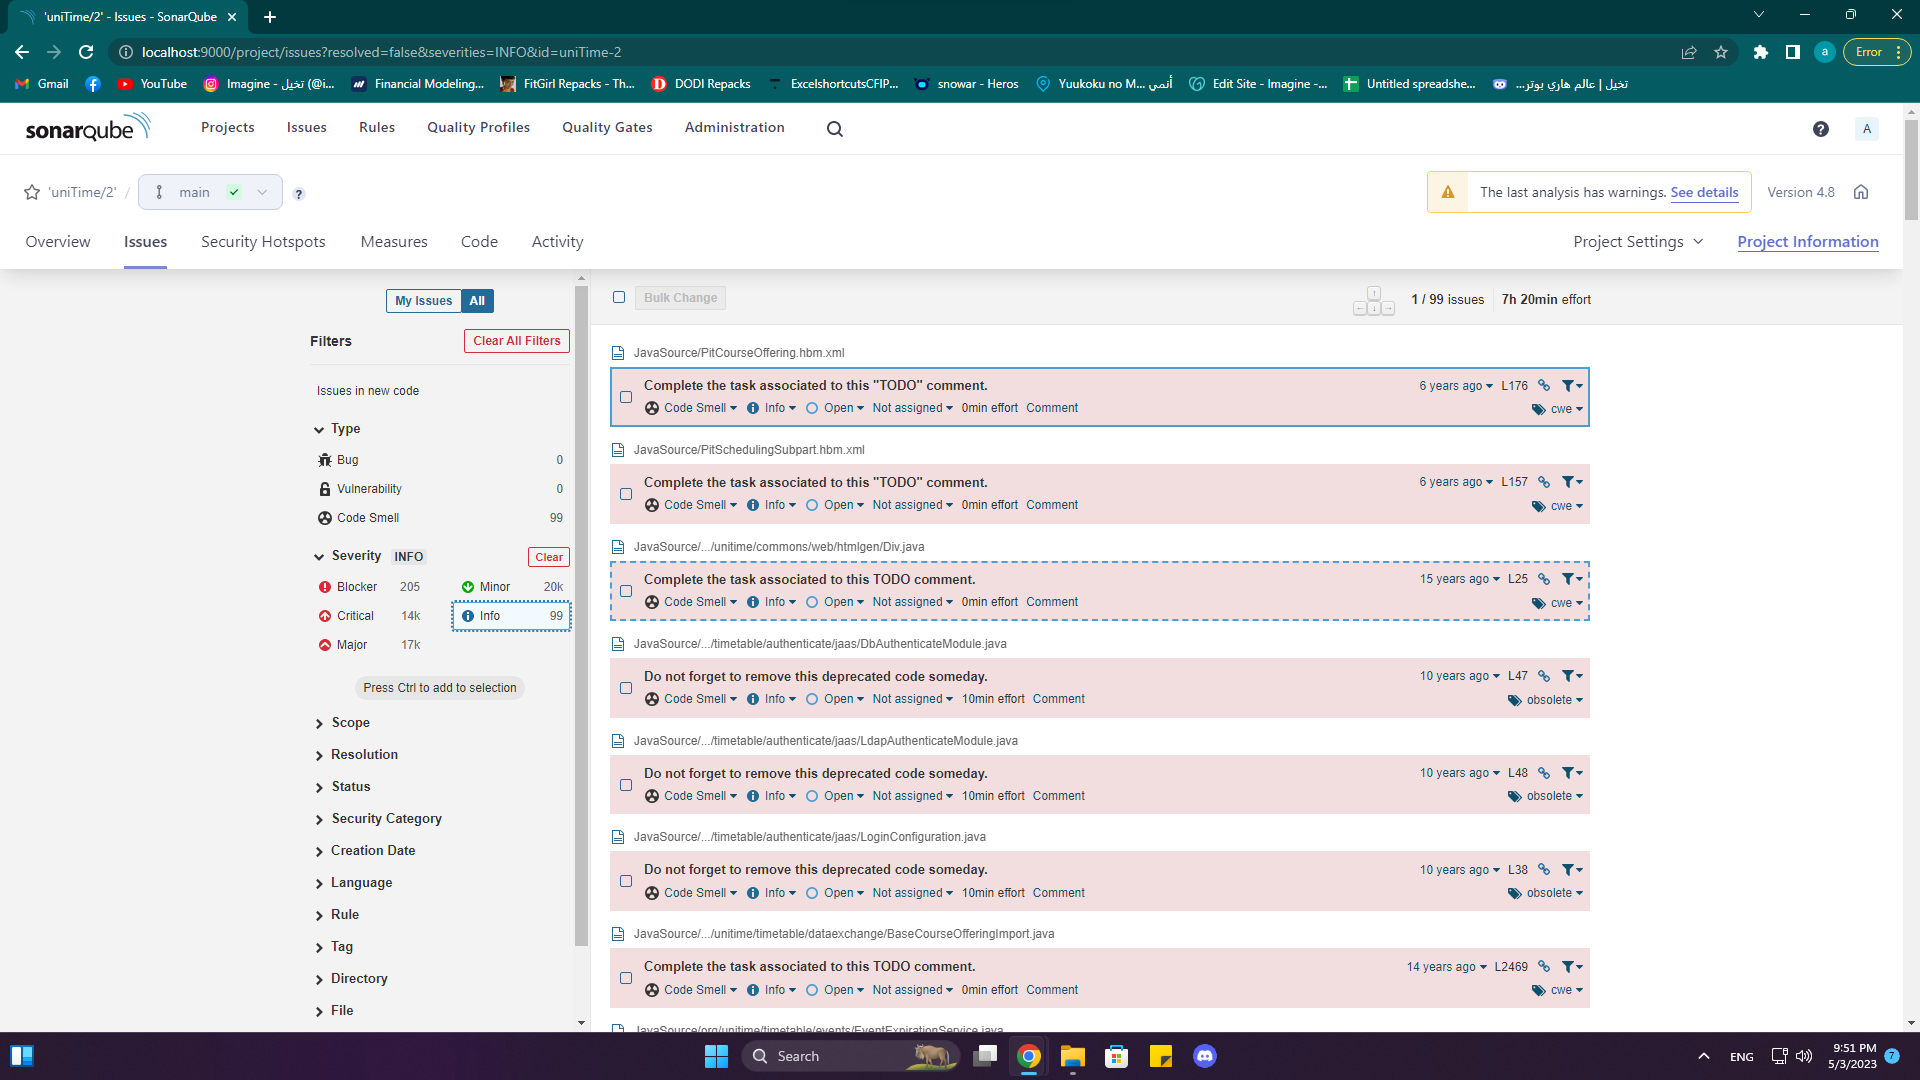 'uniTime/2' - Issues - SonarQube
localhost:9000/project/issues?resolved=false&severities=INFO&id=uniTime-2
a
Error
Gmail
YouTube
Imagine - تخيل (@i...
Financial Modeling...
FitGirl Repacks - Th...
DODI Repacks
ExcelshortcutsCFIP...
snowar - Heros
Yuukoku no M... أنمي
Edit Site - Imagine -...
Untitled spreadshe...
تخيل | عالم هاري بوتر...
sonarqube
Projects
Issues
Rules
Quality Profiles
Quality Gates
Administration
?
A
'uniTime/2' /
main
?
The last analysis has warnings. See details
Version 4.8
Overview
Issues
Security Hotspots
Measures
Code
Activity
Project Settings
Project Information
My Issues
All
Filters
Clear All Filters
Issues in new code
Type
Bug 0
Vulnerability 0
Code Smell 99
Severity INFO Clear
Blocker 205
Minor 20k
Critical 14k
Info 99
Major 17k
Press Ctrl to add to selection
Scope
Resolution
Status
Security Category
Creation Date
Language
Rule
Tag
Directory
File
Bulk Change
1 / 99 issues
7h 20min effort
JavaSource/PitCourseOffering.hbm.xml
Complete the task associated to this "TODO" comment.
6 years ago L176
Code Smell Info Open Not assigned 0min effort Comment
cwe
JavaSource/PitSchedulingSubpart.hbm.xml
Complete the task associated to this "TODO" comment.
6 years ago L157
Code Smell Info Open Not assigned 0min effort Comment
cwe
JavaSource/.../unitime/commons/web/htmlgen/Div.java
Complete the task associated to this TODO comment.
15 years ago L25
Code Smell Info Open Not assigned 0min effort Comment
cwe
JavaSource/.../timetable/authenticate/jaas/DbAuthenticateModule.java
Do not forget to remove this deprecated code someday.
10 years ago L47
Code Smell Info Open Not assigned 10min effort Comment
obsolete
JavaSource/.../timetable/authenticate/jaas/LdapAuthenticateModule.java
Do not forget to remove this deprecated code someday.
10 years ago L48
Code Smell Info Open Not assigned 10min effort Comment
obsolete
JavaSource/.../timetable/authenticate/jaas/LoginConfiguration.java
Do not forget to remove this deprecated code someday.
10 years ago L38
Code Smell Info Open Not assigned 10min effort Comment
obsolete
JavaSource/.../unitime/timetable/dataexchange/BaseCourseOfferingImport.java
Complete the task associated to this TODO comment.
14 years ago L2469
Code Smell Info Open Not assigned 0min effort Comment
cwe
JavaSource/org/unitime/timetable/events/EventExpirationService.java
Search
ENG
9:51 PM
5/3/2023
7